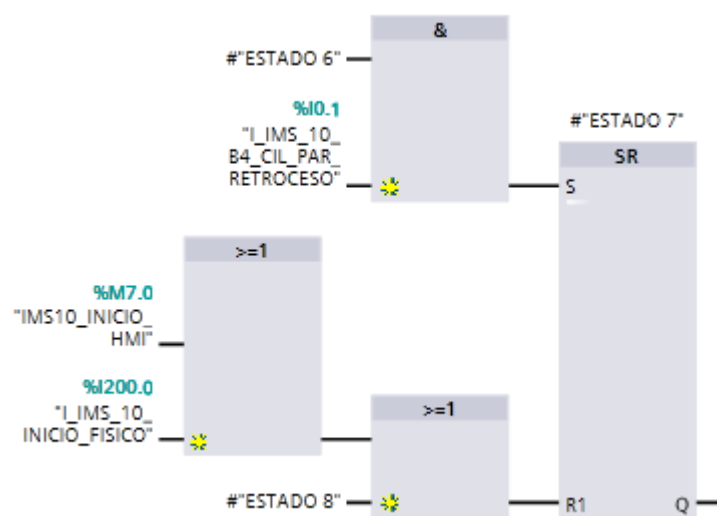 &
#"ESTADO 6"
%I0.1
"I_IMS_10_
B4_CIL_PAR_
RETROCESO"
#"ESTADO 7"
SR
S
>=1
%M7.0
"IMS10_INICIO_
HMI"
%I200.0
"I_IMS_10_
INICIO_FISICO"
>=1
#"ESTADO 8"
R1
Q